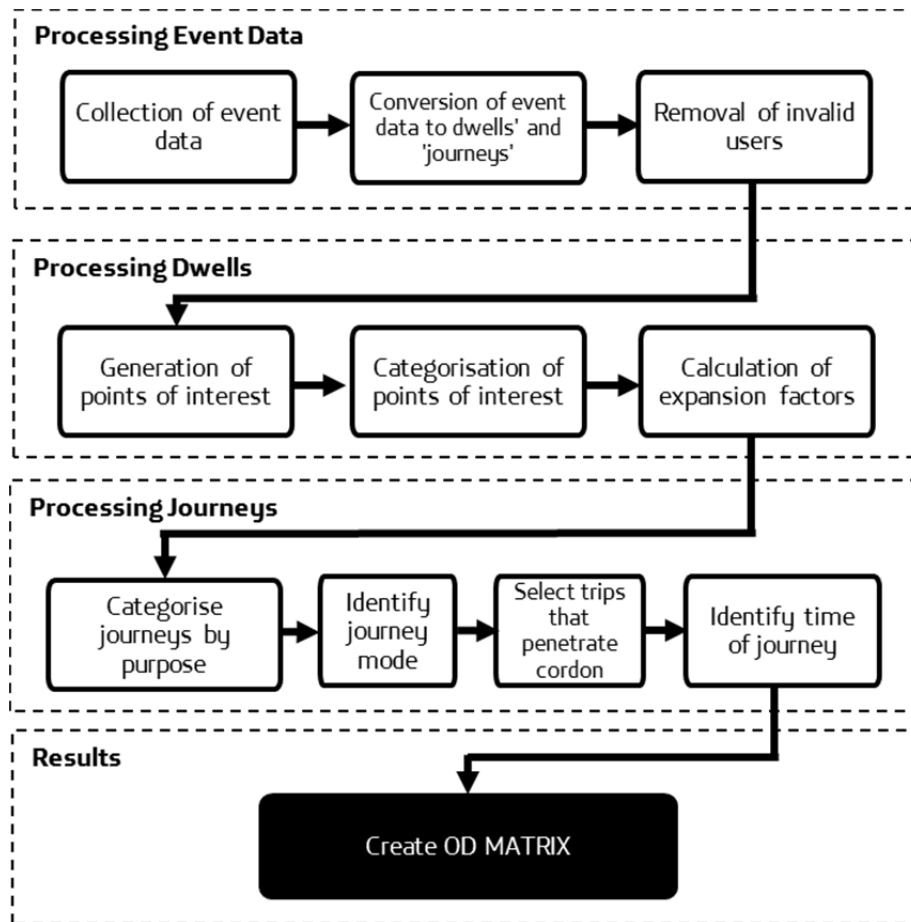 Processing Event Data
Collection of event
data
Conversion of event
data to dwells' and
'journeys'
Removal of invalid
users
Processing Dwells
Generation of
points of interest
Categorisation of
points of interest
Calculation of
expansion factors
Processing Journeys
Categorise
journeys by
purpose
Identify
journey
mode
Select trips
that
penetrate
cordon
Identify time
of journey
Results
Create OD MATRIX